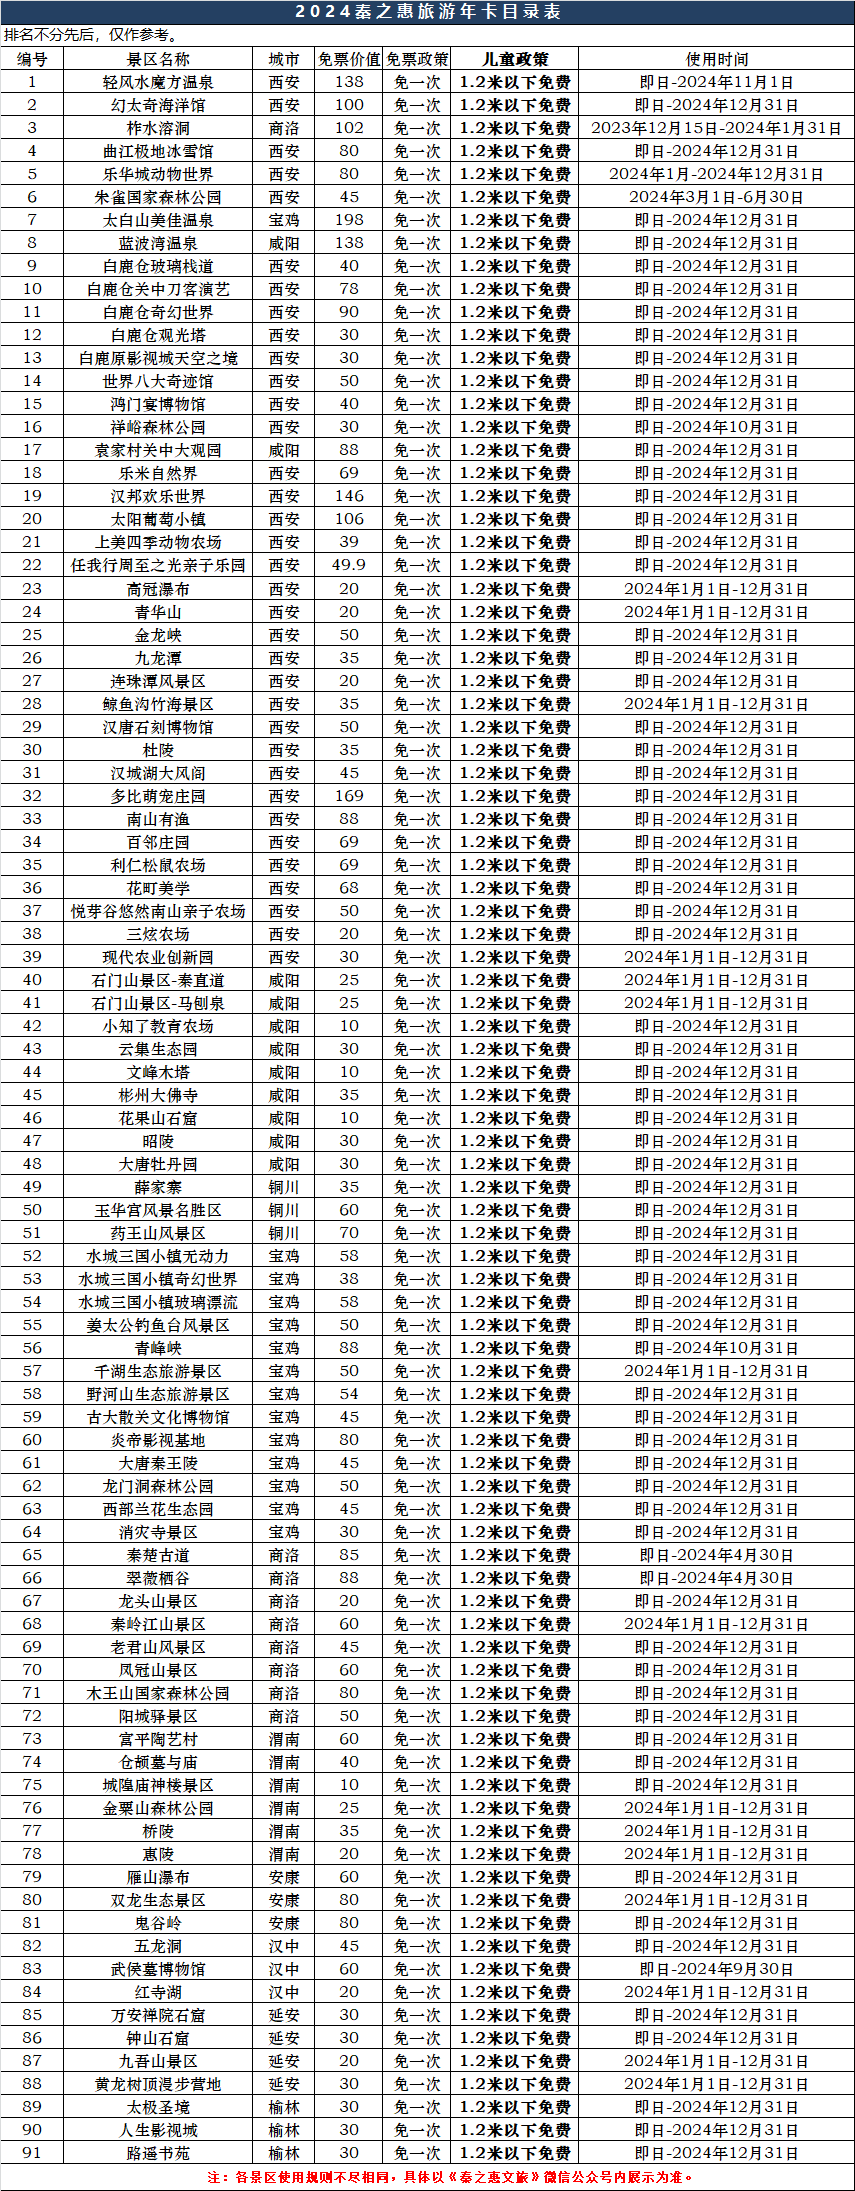 2024秦之惠旅游年卡目录表
排名不分先后，仅作参考。
编号 景区名称 城市 免票价值 免票政策 儿童政策 使用时间
1 轻风水魔方温泉 西安 138 免一次 1.2米以下免费 即日-2024年11月1日
2 幻太奇海洋馆 西安 100 免一次 1.2米以下免费 即日-2024年12月31日
3 柞水溶洞 商洛 102 免一次 1.2米以下免费 2023年12月15日-2024年1月31日
4 曲江极地冰雪馆 西安 80 免一次 1.2米以下免费 即日-2024年12月31日
5 乐华城动物世界 西安 80 免一次 1.2米以下免费 2024年1月-2024年12月31日
6 朱雀国家森林公园 西安 45 免一次 1.2米以下免费 2024年3月1日-6月30日
7 太白山美佳温泉 宝鸡 198 免一次 1.2米以下免费 即日-2024年12月31日
8 蓝波湾温泉 咸阳 138 免一次 1.2米以下免费 即日-2024年12月31日
9 白鹿仓玻璃栈道 西安 40 免一次 1.2米以下免费 即日-2024年12月31日
10 白鹿仓关中刀客演艺 西安 78 免一次 1.2米以下免费 即日-2024年12月31日
11 白鹿仓奇幻世界 西安 90 免一次 1.2米以下免费 即日-2024年12月31日
12 白鹿仓观光塔 西安 30 免一次 1.2米以下免费 即日-2024年12月31日
13 白鹿原影视城天空之境 西安 30 免一次 1.2米以下免费 即日-2024年12月31日
14 世界八大奇迹馆 西安 50 免一次 1.2米以下免费 即日-2024年12月31日
15 鸿门宴博物馆 西安 40 免一次 1.2米以下免费 即日-2024年12月31日
16 祥峪森林公园 西安 30 免一次 1.2米以下免费 即日-2024年10月31日
17 袁家村关中大观园 咸阳 88 免一次 1.2米以下免费 即日-2024年12月31日
18 乐米自然界 西安 69 免一次 1.2米以下免费 即日-2024年12月31日
19 汉邦欢乐世界 西安 146 免一次 1.2米以下免费 即日-2024年12月31日
20 太阳葡萄小镇 西安 106 免一次 1.2米以下免费 即日-2024年12月31日
21 上美四季动物农场 西安 39 免一次 1.2米以下免费 即日-2024年12月31日
22 任我行周至之光亲子乐园 西安 49.9 免一次 1.2米以下免费 即日-2024年12月31日
23 高冠瀑布 西安 20 免一次 1.2米以下免费 2024年1月1日-12月31日
24 青华山 西安 20 免一次 1.2米以下免费 2024年1月1日-12月31日
25 金龙峡 西安 50 免一次 1.2米以下免费 即日-2024年12月31日
26 九龙潭 西安 35 免一次 1.2米以下免费 即日-2024年12月31日
27 连珠潭风景区 西安 20 免一次 1.2米以下免费 即日-2024年12月31日
28 鲸鱼沟竹海景区 西安 35 免一次 1.2米以下免费 2024年1月1日-12月31日
29 汉唐石刻博物馆 西安 50 免一次 1.2米以下免费 即日-2024年12月31日
30 杜陵 西安 35 免一次 1.2米以下免费 即日-2024年12月31日
31 汉城湖大风阁 西安 45 免一次 1.2米以下免费 即日-2024年12月31日
32 多比萌宠庄园 西安 169 免一次 1.2米以下免费 即日-2024年12月31日
33 南山有渔 西安 88 免一次 1.2米以下免费 即日-2024年12月31日
34 百邻庄园 西安 69 免一次 1.2米以下免费 即日-2024年12月31日
35 利仁松鼠农场 西安 69 免一次 1.2米以下免费 即日-2024年12月31日
36 花町美学 西安 68 免一次 1.2米以下免费 即日-2024年12月31日
37 悦芽谷悠然南山亲子农场 西安 50 免一次 1.2米以下免费 即日-2024年12月31日
38 三炫农场 西安 20 免一次 1.2米以下免费 即日-2024年12月31日
39 现代农业创新园 西安 30 免一次 1.2米以下免费 2024年1月1日-12月31日
40 石门山景区-秦直道 咸阳 25 免一次 1.2米以下免费 2024年1月1日-12月31日
41 石门山景区-马刨泉 咸阳 25 免一次 1.2米以下免费 2024年1月1日-12月31日
42 小知了教育农场 咸阳 10 免一次 1.2米以下免费 即日-2024年12月31日
43 云集生态园 咸阳 30 免一次 1.2米以下免费 即日-2024年12月31日
44 文峰木塔 咸阳 10 免一次 1.2米以下免费 即日-2024年12月31日
45 彬州大佛寺 咸阳 35 免一次 1.2米以下免费 即日-2024年12月31日
46 花果山石窟 咸阳 10 免一次 1.2米以下免费 即日-2024年12月31日
47 昭陵 咸阳 30 免一次 1.2米以下免费 即日-2024年12月31日
48 大唐牡丹园 咸阳 30 免一次 1.2米以下免费 即日-2024年12月31日
49 薛家寨 铜川 35 免一次 1.2米以下免费 即日-2024年12月31日
50 玉华宫风景名胜区 铜川 60 免一次 1.2米以下免费 即日-2024年12月31日
51 药王山风景区 铜川 70 免一次 1.2米以下免费 即日-2024年12月31日
52 水城三国小镇无动力 宝鸡 58 免一次 1.2米以下免费 即日-2024年12月31日
53 水城三国小镇奇幻世界 宝鸡 38 免一次 1.2米以下免费 即日-2024年12月31日
54 水城三国小镇玻璃漂流 宝鸡 58 免一次 1.2米以下免费 即日-2024年12月31日
55 姜太公钓鱼台风景区 宝鸡 50 免一次 1.2米以下免费 即日-2024年12月31日
56 青峰峡 宝鸡 88 免一次 1.2米以下免费 即日-2024年10月31日
57 千湖生态旅游景区 宝鸡 50 免一次 1.2米以下免费 2024年1月1日-12月31日
58 野河山生态旅游景区 宝鸡 54 免一次 1.2米以下免费 即日-2024年12月31日
59 古大散关文化博物馆 宝鸡 45 免一次 1.2米以下免费 即日-2024年12月31日
60 炎帝影视基地 宝鸡 80 免一次 1.2米以下免费 即日-2024年12月31日
61 大唐秦王陵 宝鸡 45 免一次 1.2米以下免费 即日-2024年12月31日
62 龙门洞森林公园 宝鸡 50 免一次 1.2米以下免费 即日-2024年12月31日
63 西部兰花生态园 宝鸡 45 免一次 1.2米以下免费 即日-2024年12月31日
64 消灾寺景区 宝鸡 30 免一次 1.2米以下免费 即日-2024年12月31日
65 秦楚古道 商洛 85 免一次 1.2米以下免费 即日-2024年4月30日
66 翠薇栖谷 商洛 88 免一次 1.2米以下免费 即日-2024年4月30日
67 龙头山景区 商洛 20 免一次 1.2米以下免费 即日-2024年12月31日
68 秦岭江山景区 商洛 60 免一次 1.2米以下免费 2024年1月1日-12月31日
69 老君山风景区 商洛 45 免一次 1.2米以下免费 即日-2024年12月31日
70 凤冠山景区 商洛 60 免一次 1.2米以下免费 即日-2024年12月31日
71 木王山国家森林公园 商洛 80 免一次 1.2米以下免费 即日-2024年12月31日
72 阳城驿景区 商洛 50 免一次 1.2米以下免费 即日-2024年12月31日
73 富平陶艺村 渭南 60 免一次 1.2米以下免费 即日-2024年12月31日
74 仓颉墓与庙 渭南 40 免一次 1.2米以下免费 即日-2024年12月31日
75 城隍庙神楼景区 渭南 10 免一次 1.2米以下免费 即日-2024年12月31日
76 金粟山森林公园 渭南 25 免一次 1.2米以下免费 2024年1月1日-12月31日
77 桥陵 渭南 35 免一次 1.2米以下免费 2024年1月1日-12月31日
78 惠陵 渭南 20 免一次 1.2米以下免费 2024年1月1日-12月31日
79 雁山瀑布 安康 60 免一次 1.2米以下免费 即日-2024年12月31日
80 双龙生态景区 安康 80 免一次 1.2米以下免费 2024年1月1日-12月31日
81 鬼谷岭 安康 80 免一次 1.2米以下免费 即日-2024年12月31日
82 五龙洞 汉中 45 免一次 1.2米以下免费 即日-2024年12月31日
83 武侯墓博物馆 汉中 60 免一次 1.2米以下免费 即日-2024年9月30日
84 红寺湖 汉中 20 免一次 1.2米以下免费 2024年1月1日-12月31日
85 万安禅院石窟 延安 30 免一次 1.2米以下免费 即日-2024年12月31日
86 钟山石窟 延安 30 免一次 1.2米以下免费 即日-2024年12月31日
87 九吾山景区 延安 20 免一次 1.2米以下免费 2024年1月1日-12月31日
88 黄龙树顶漫步营地 延安 30 免一次 1.2米以下免费 2024年1月1日-12月31日
89 太极圣境 榆林 30 免一次 1.2米以下免费 即日-2024年12月31日
90 人生影视城 榆林 30 免一次 1.2米以下免费 即日-2024年12月31日
91 路遥书苑 榆林 30 免一次 1.2米以下免费 即日-2024年12月31日
注：各景区使用规则不尽相同，具体以《秦之惠文旅》微信公众号内展示为准。